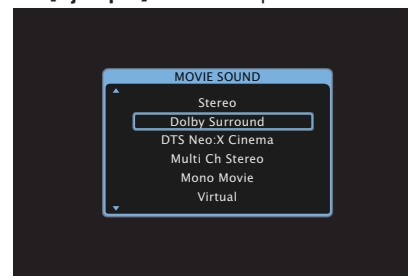 MOVIE SOUND
Stereo
Dolby Surround
DTS Neo:X Cinema
Multi Ch Stereo
Mono Movie
Virtual